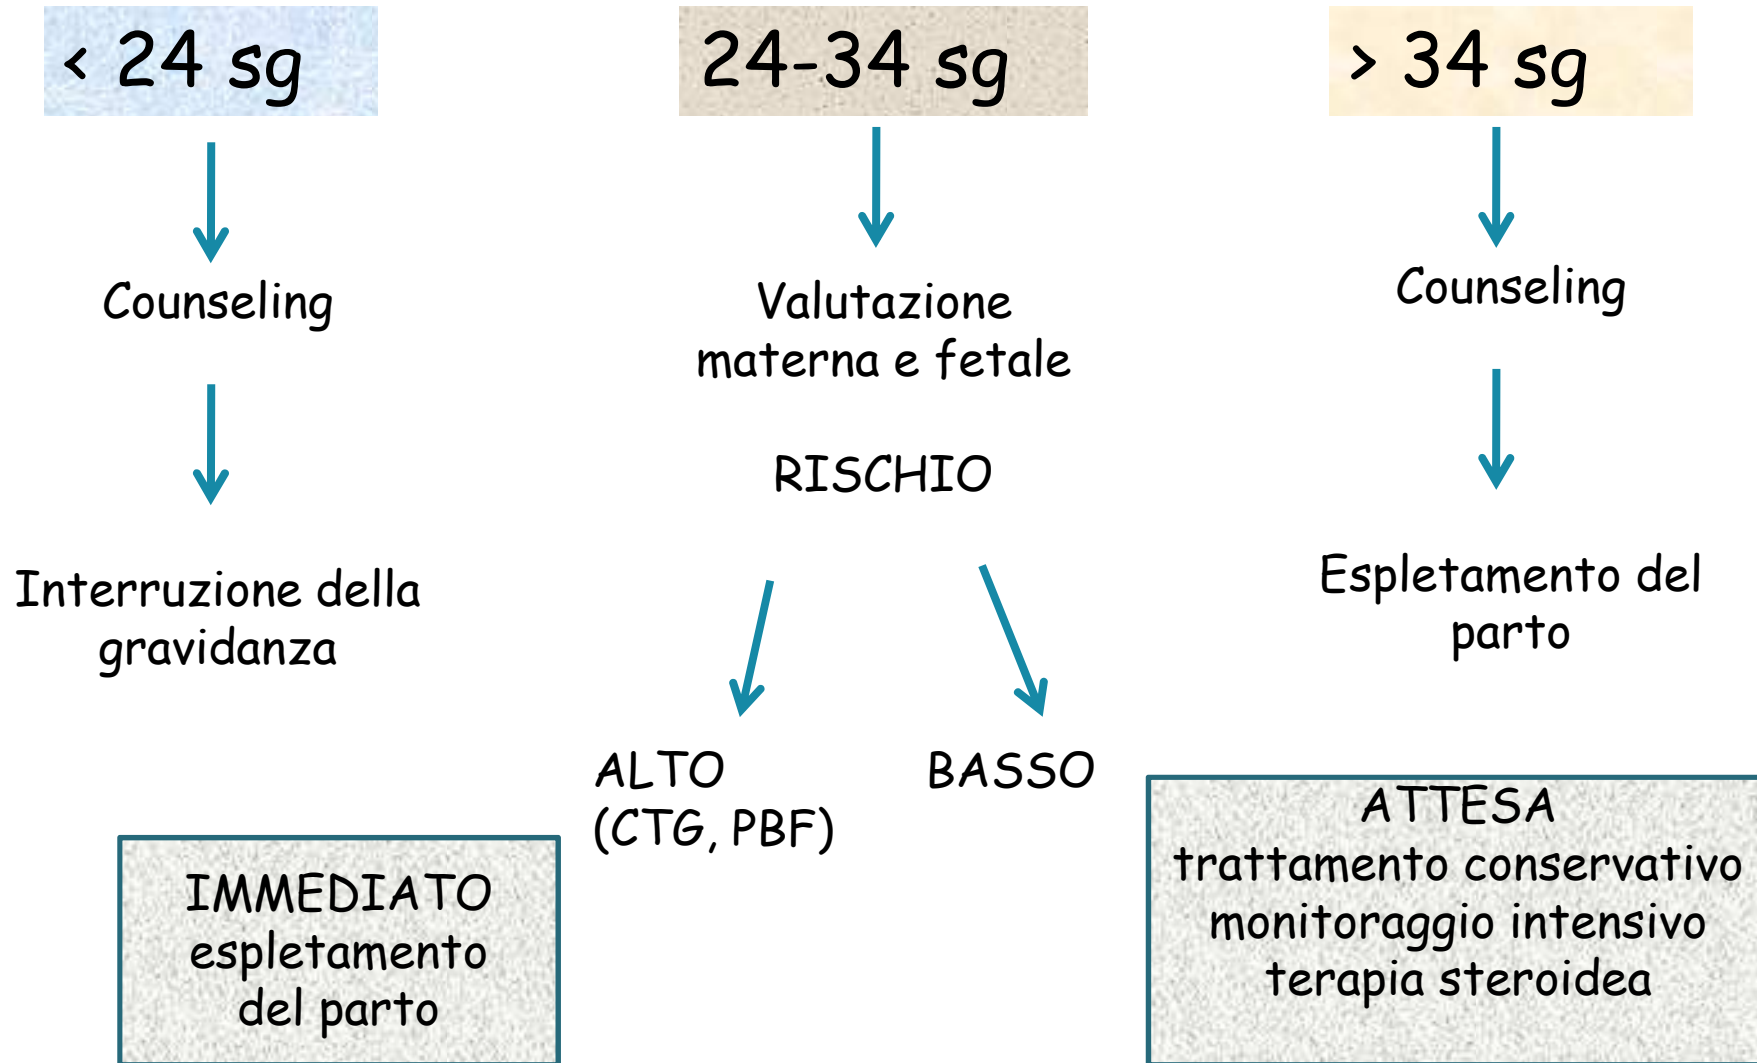 < 24 sg
24-34 sg
> 34 sg
Counseling
Valutazione
materna e fetale
Counseling
RISCHIO
Interruzione della
gravidanza
Espletamento del
parto
ALTO
(CTG, PBF)
BASSO
IMMEDIATO
espletamento
del parto
ATTESA
trattamento conservativo
monitoraggio intensivo
terapia steroidea